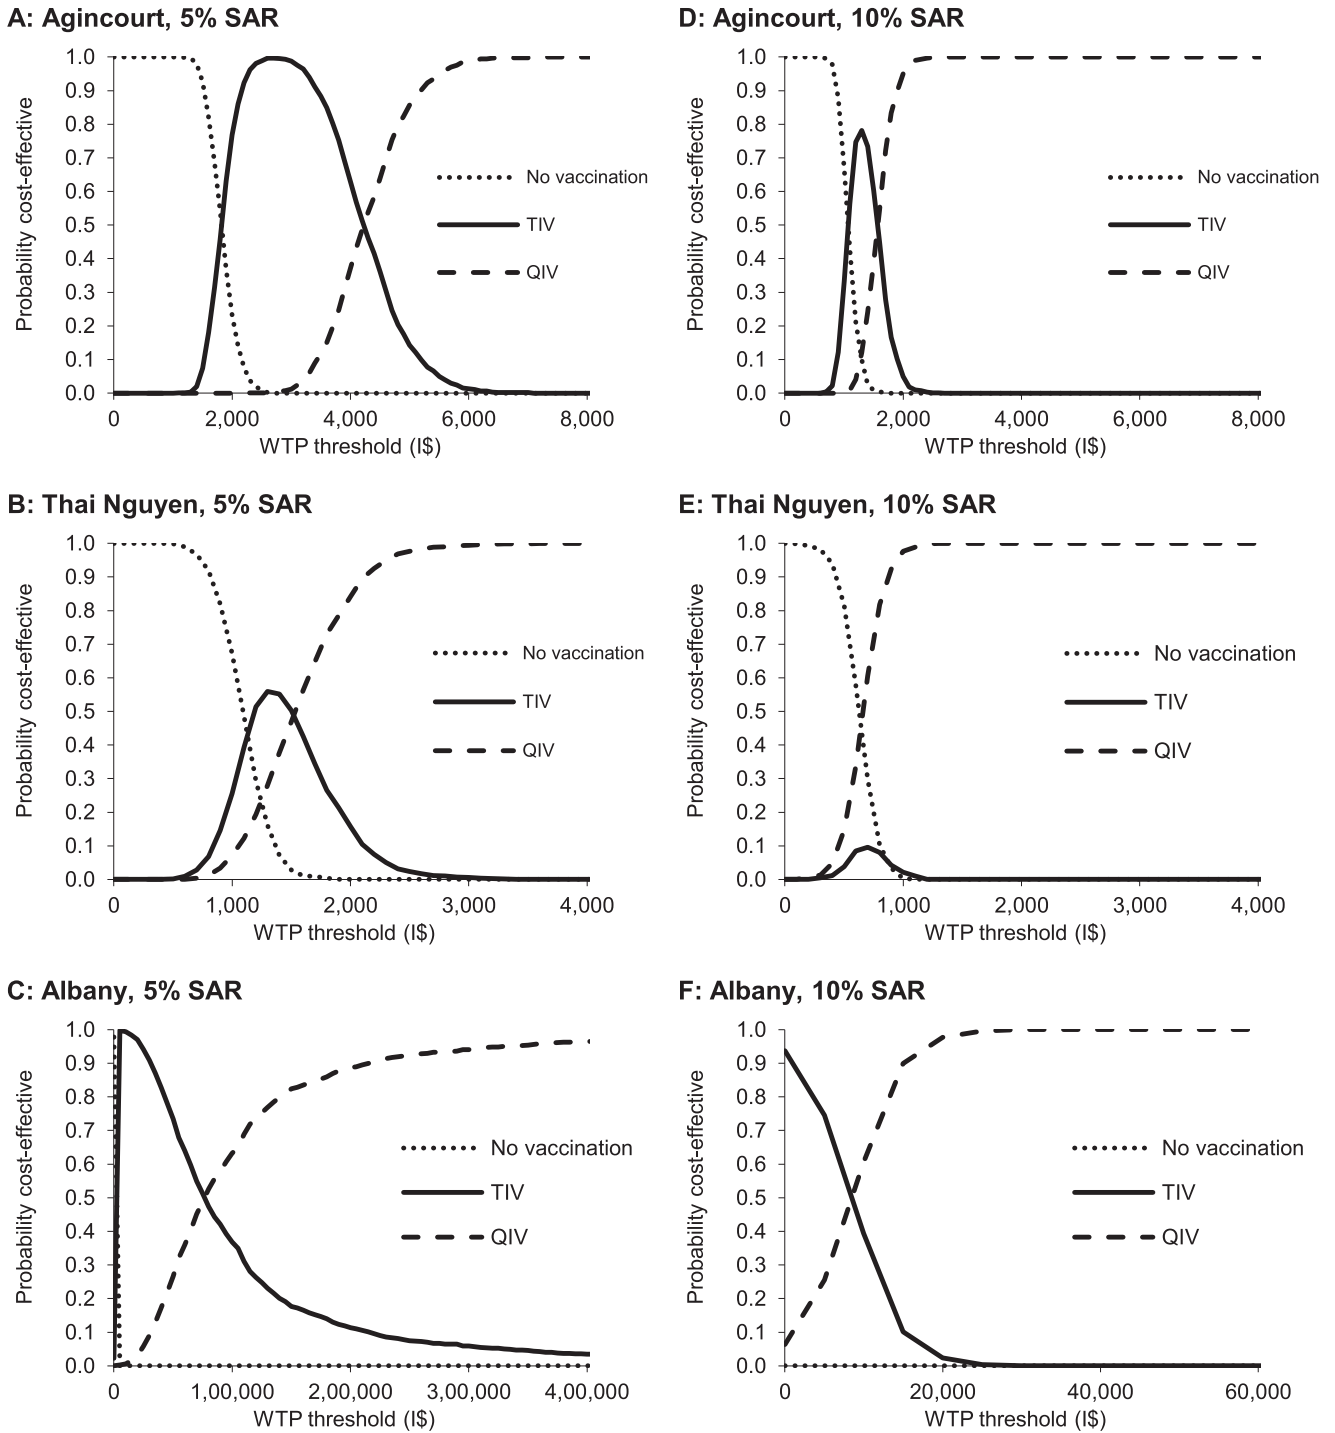 A: Agincourt, 5% SAR
1.0
0.9
0.8
0.7
0.6
0.5
0.4
0.3
0.2
0.1
0.0
Probability cost-effective
No vaccination
TIV
QIV
0 2,000 4,000 6,000 8,000
WTP threshold (I$)
D: Agincourt, 10% SAR
1.0
0.9
0.8
0.7
0.6
0.5
0.4
0.3
0.2
0.1
0.0
Probability cost-effective
No vaccination
TIV
QIV
0 2,000 4,000 6,000 8,000
WTP threshold (I$)
B: Thai Nguyen, 5% SAR
1.0
0.9
0.8
0.7
0.6
0.5
0.4
0.3
0.2
0.1
0.0
Probability cost-effective
No vaccination
TIV
QIV
0 1,000 2,000 3,000 4,000
WTP threshold (I$)
E: Thai Nguyen, 10% SAR
1.0
0.9
0.8
0.7
0.6
0.5
0.4
0.3
0.2
0.1
0.0
Probability cost-effective
No vaccination
TIV
QIV
0 1,000 2,000 3,000 4,000
WTP threshold (I$)
C: Albany, 5% SAR
1.0
0.9
0.8
0.7
0.6
0.5
0.4
0.3
0.2
0.1
0.0
Probability cost-effective
No vaccination
TIV
QIV
0 1,00,000 2,00,000 3,00,000 4,00,000
WTP threshold (I$)
F: Albany, 10% SAR
1.0
0.9
0.8
0.7
0.6
0.5
0.4
0.3
0.2
0.1
0.0
Probability cost-effective
No vaccination
TIV
QIV
0 20,000 40,000 60,000
WTP threshold (I$)